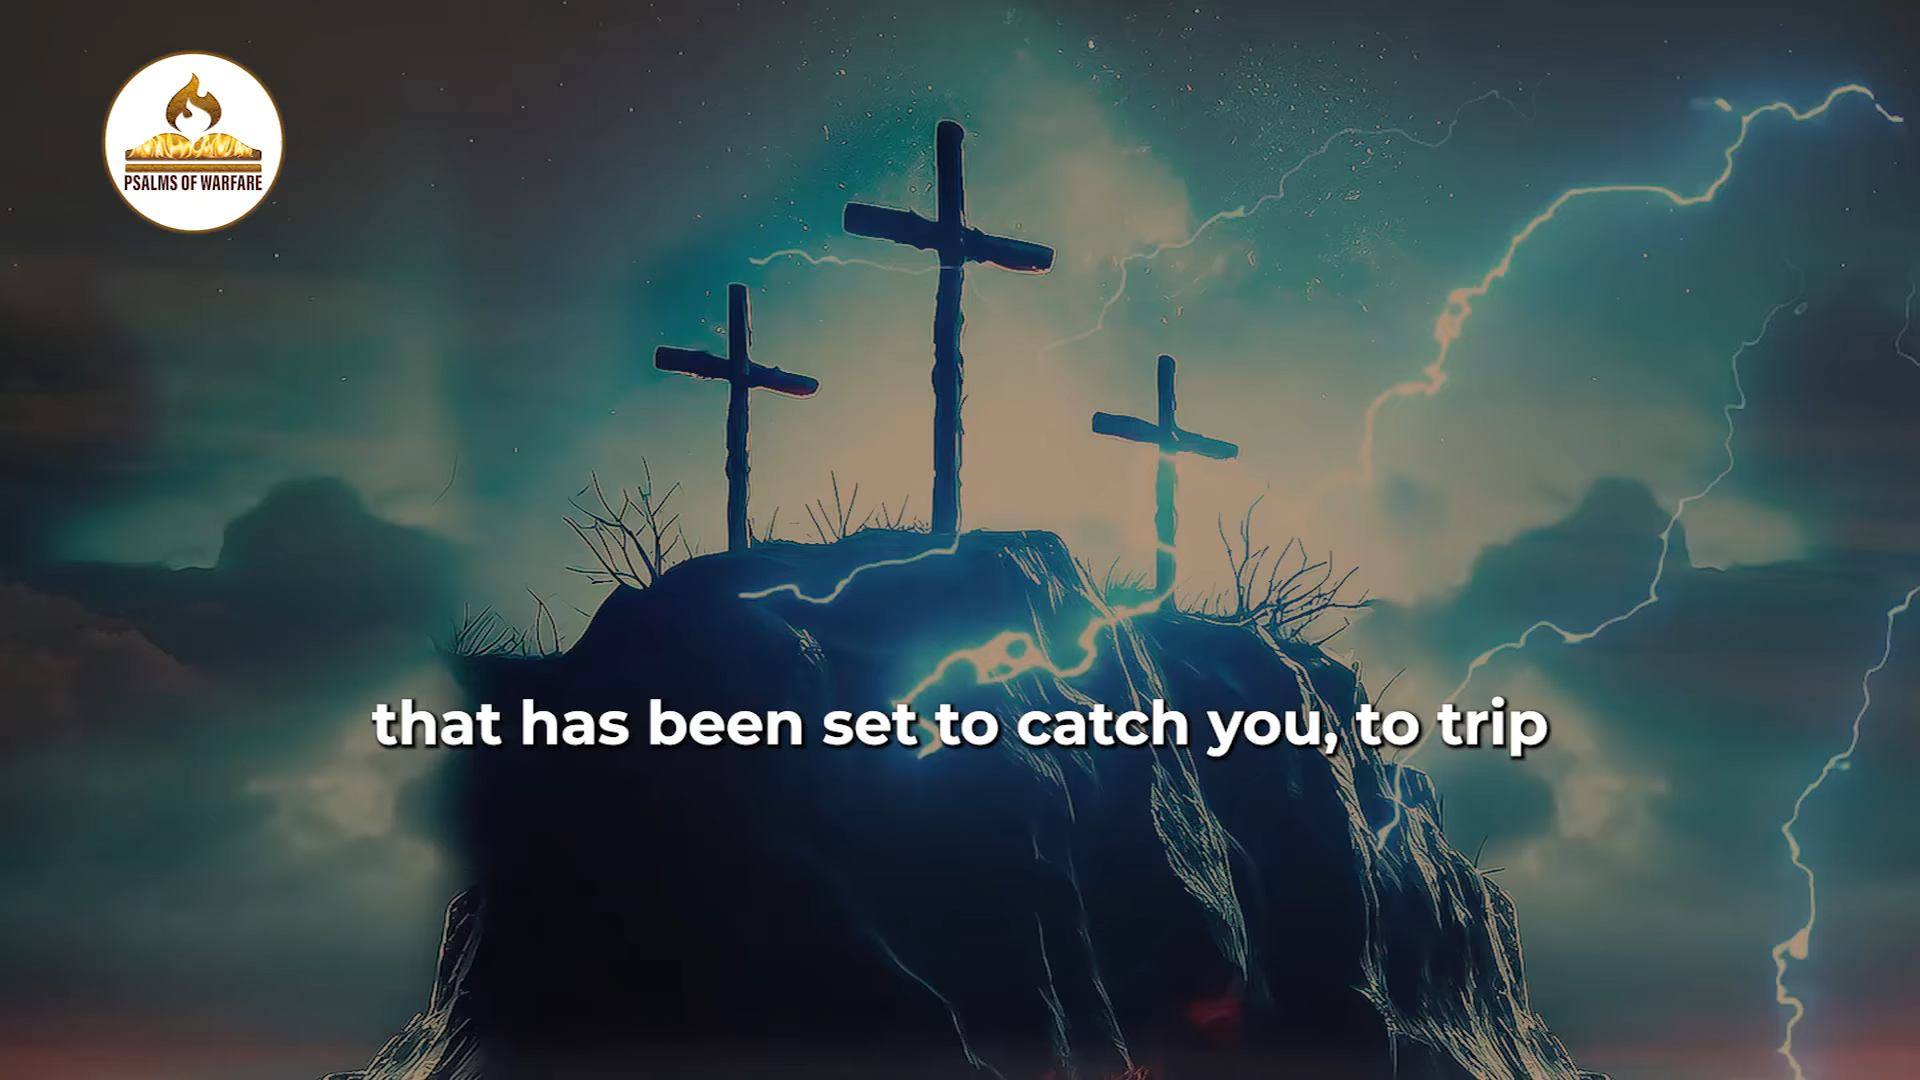 PSALMS OF WARFARE
that has been set to catch you, to trip